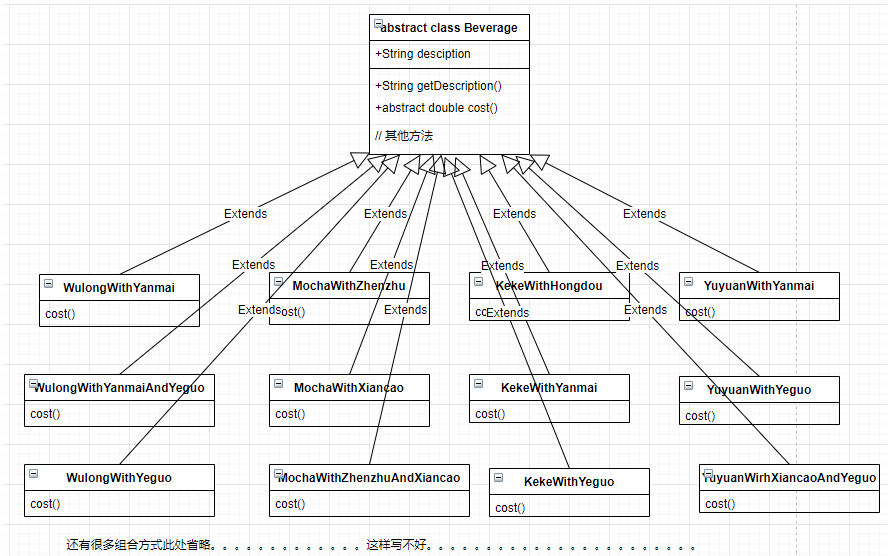 abstract class Beverage
+String desciption
+String getDescription()
+abstract double cost()
// 其他方法
Extends
Extends
Extends
Extends
Extends
Extends
Extends
Extends
Extends
Extends
Extends
Extends
WulongWithYanmai
cost()
MochaWithZhenzhu
cost()
KekeWithHongdou
YuyuanWithYanmai
cost()
WulongWithYanmaiAndYeguo
cost()
MochaWithXiancao
cost()
KekeWithYanmai
cost()
YuyuanWithYeguo
cost()
WulongWithYeguo
cost()
MochaWithZhenzhuAndXiancao
cost()
KekeWithYeguo
cost()
YuyuanWirhXiancaoAndYeguo
cost()
还有很多组合方式此处省略。。。。。。。。。。。。。这样写不好。。。。。。。。。。。。。。。。。。。。。。。